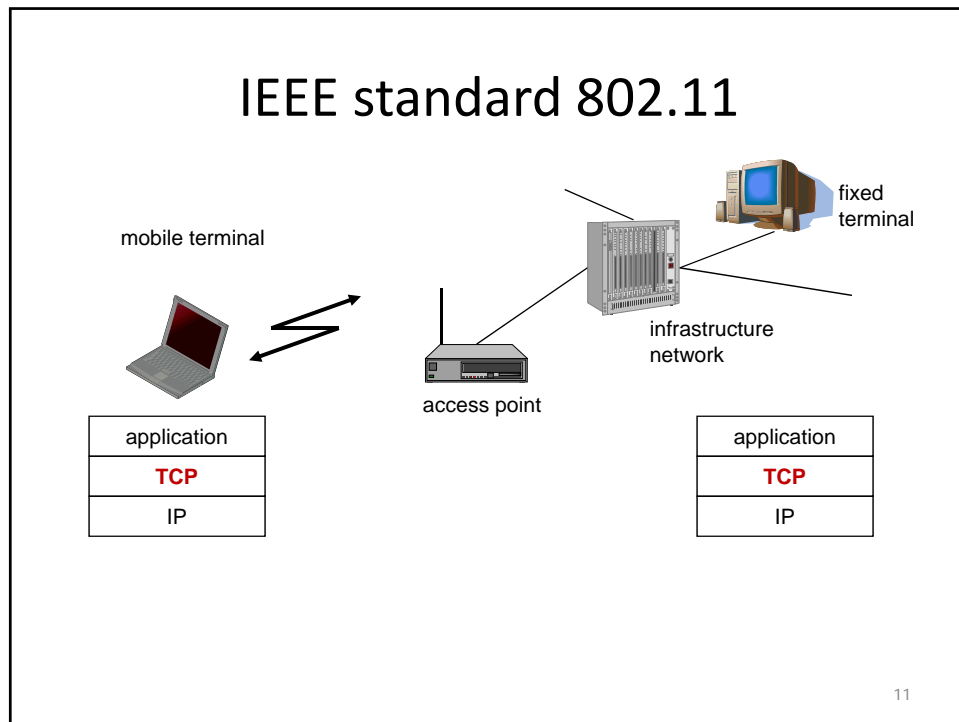 IEEE standard 802.11
mobile terminal
fixed
terminal
infrastructure
network
access point
application
TCP
IP
application
TCP
IP
11